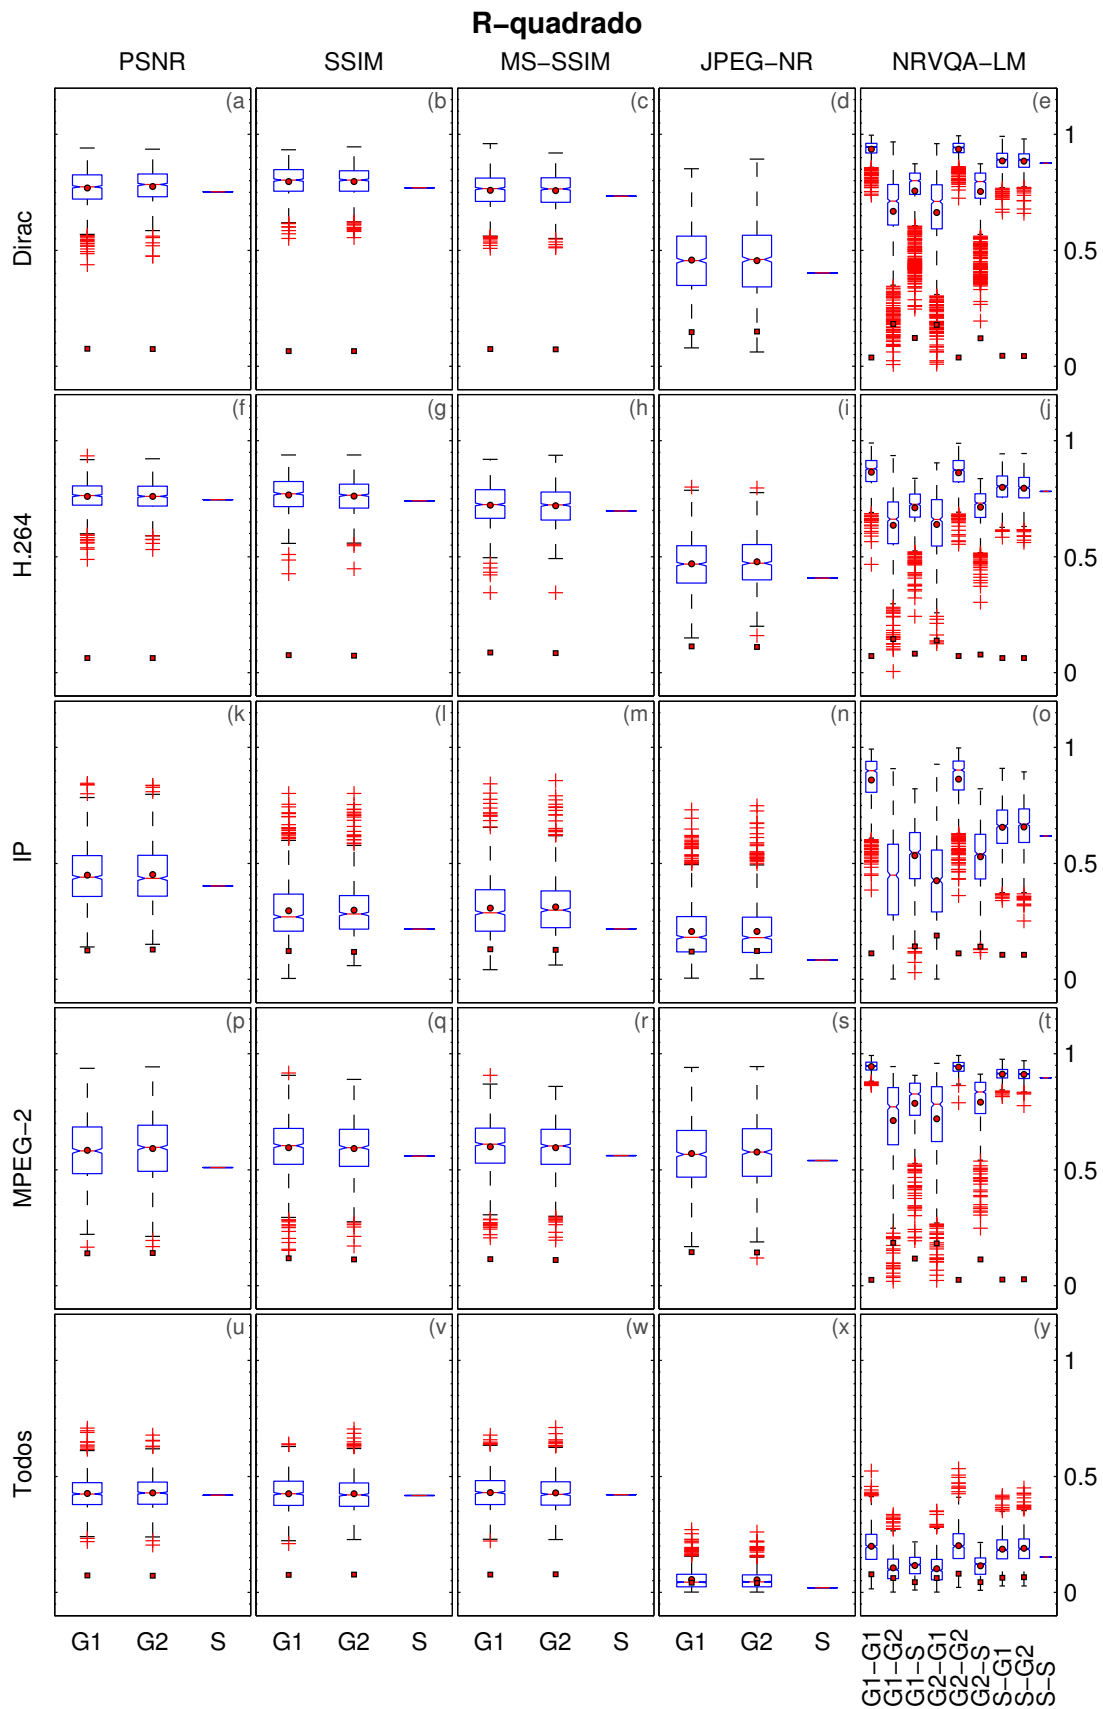 R−quadrado
PSNR SSIM MS−SSIM JPEG−NR NRVQA−LM
Dirac (a (b (c (d (e 1 0.5 0
H.264 (f (g (h (i (j 1 0.5 0
IP (k (l (m (n (o 1 0.5 0
MPEG−2 (p (q (r (s (t 1 0.5 0
Todos (u (v (w (x (y 1 0.5 0
G1 G2 S G1 G2 S G1 G2 S G1 G2 S G1−G1 G1−G2 G1−S G2−G1 G2−G2 G2−S S−G1 S−G2 S−S